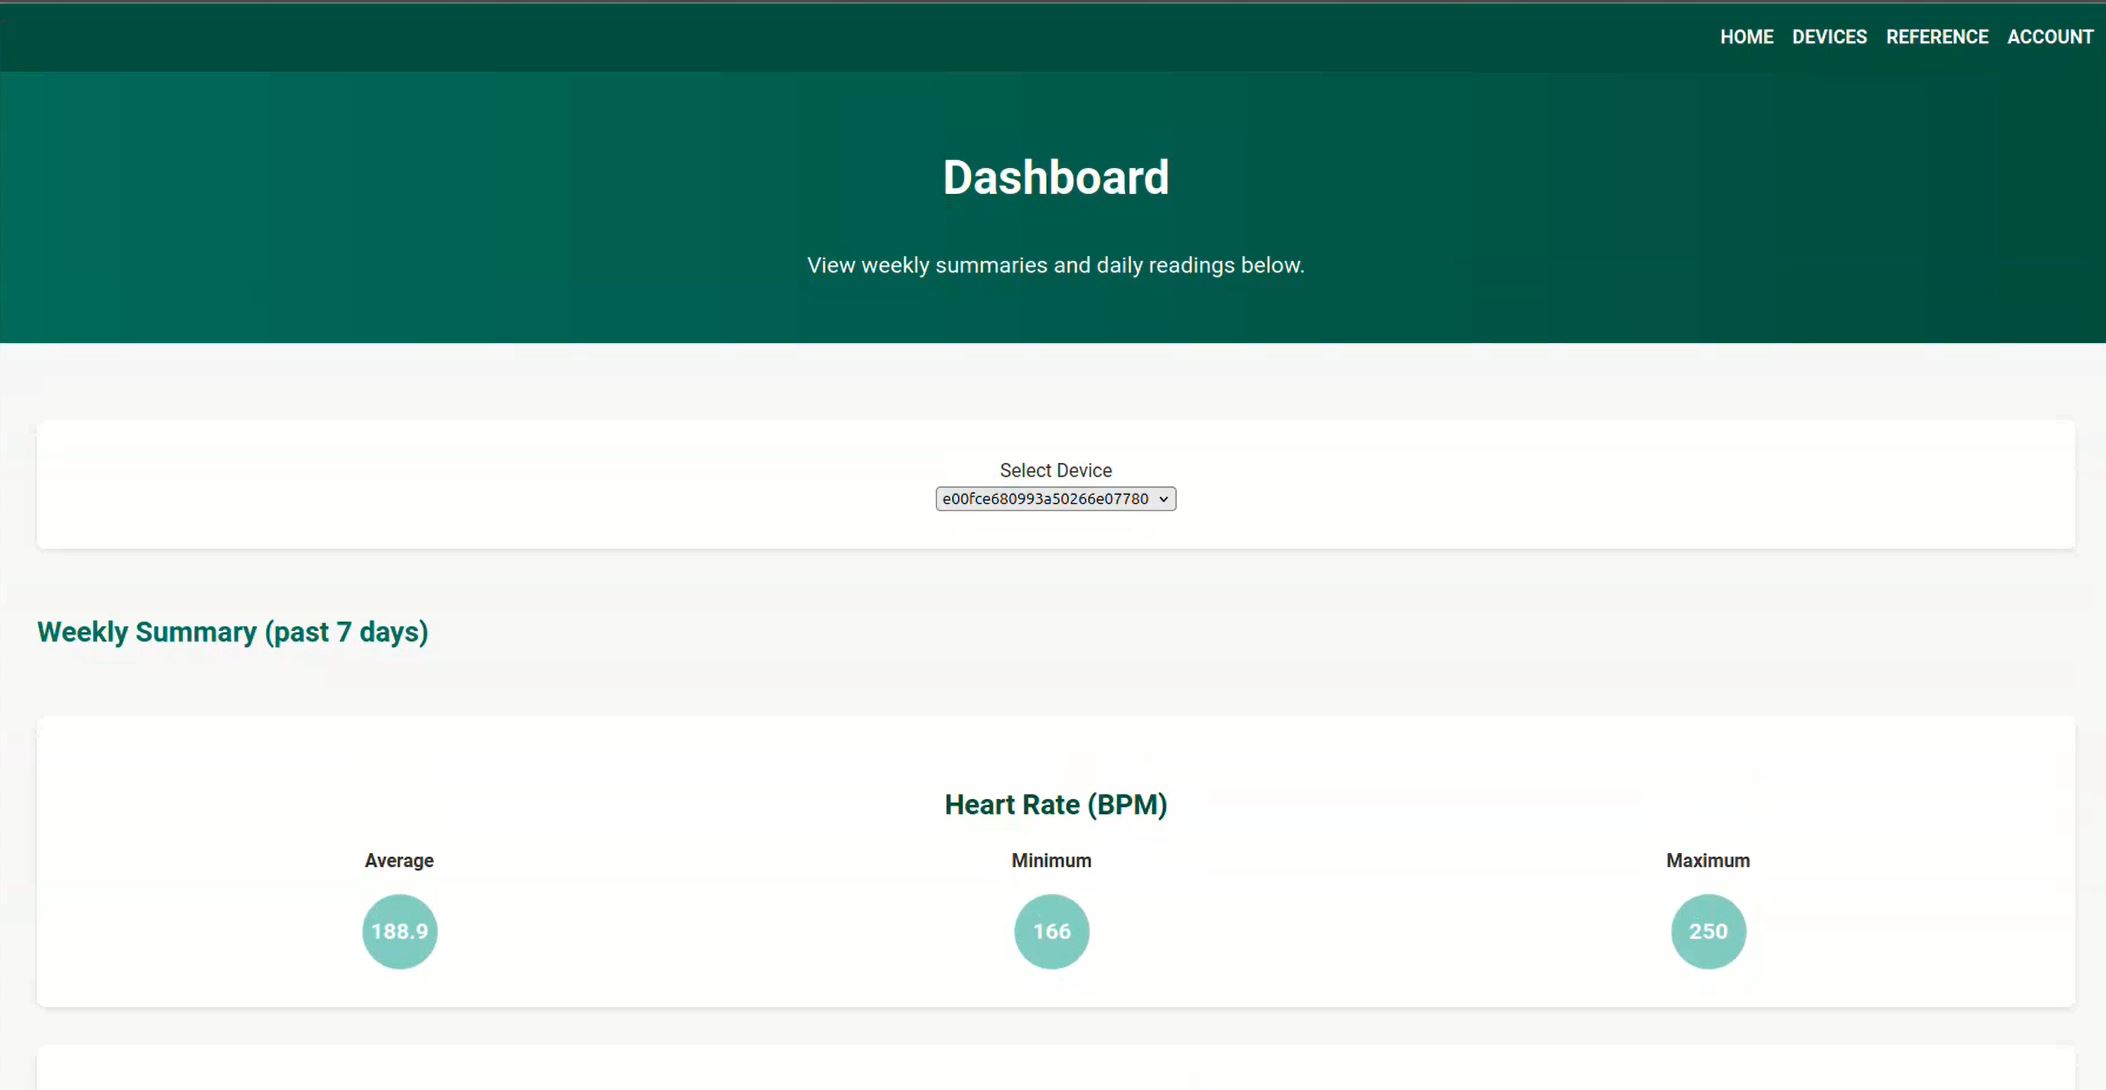 HOME DEVICES REFERENCE ACCOUNT
Dashboard
View weekly summaries and daily readings below.
Select Device
e00fce680993a50266e07780
Weekly Summary (past 7 days)
Heart Rate (BPM)
Average Minimum Maximum
188.9 166 250